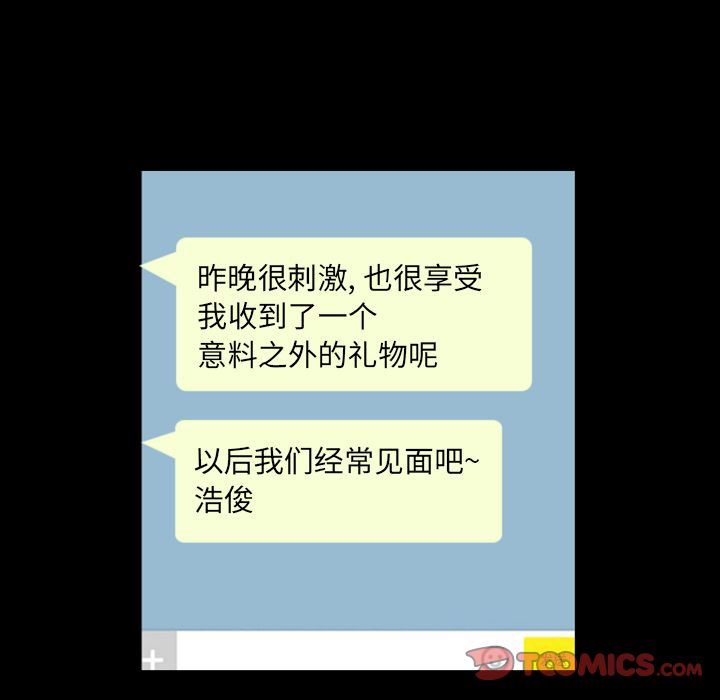 昨晚很刺激, 也很享受
我收到了一个
意料之外的礼物呢
以后我们经常见面吧~
浩俊
+
TOOMICS.COM